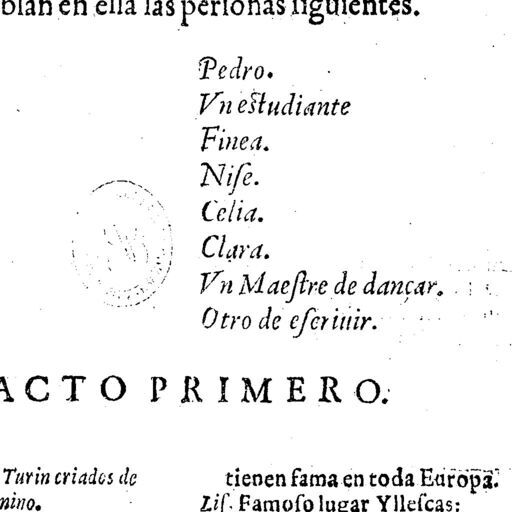 blan en ella las personas siguientes.
Pedro.
Vn estudiante
Finea.
Niſe.
Celia.
Clara.
Vn Maeſtre de dançar.
Otro de eſcriuir.
ACTO PRIMERO.
Turin criados de
mino.
tienen fama en toda Europa.
Liſ. Famoſo lugar Ylleſcas: